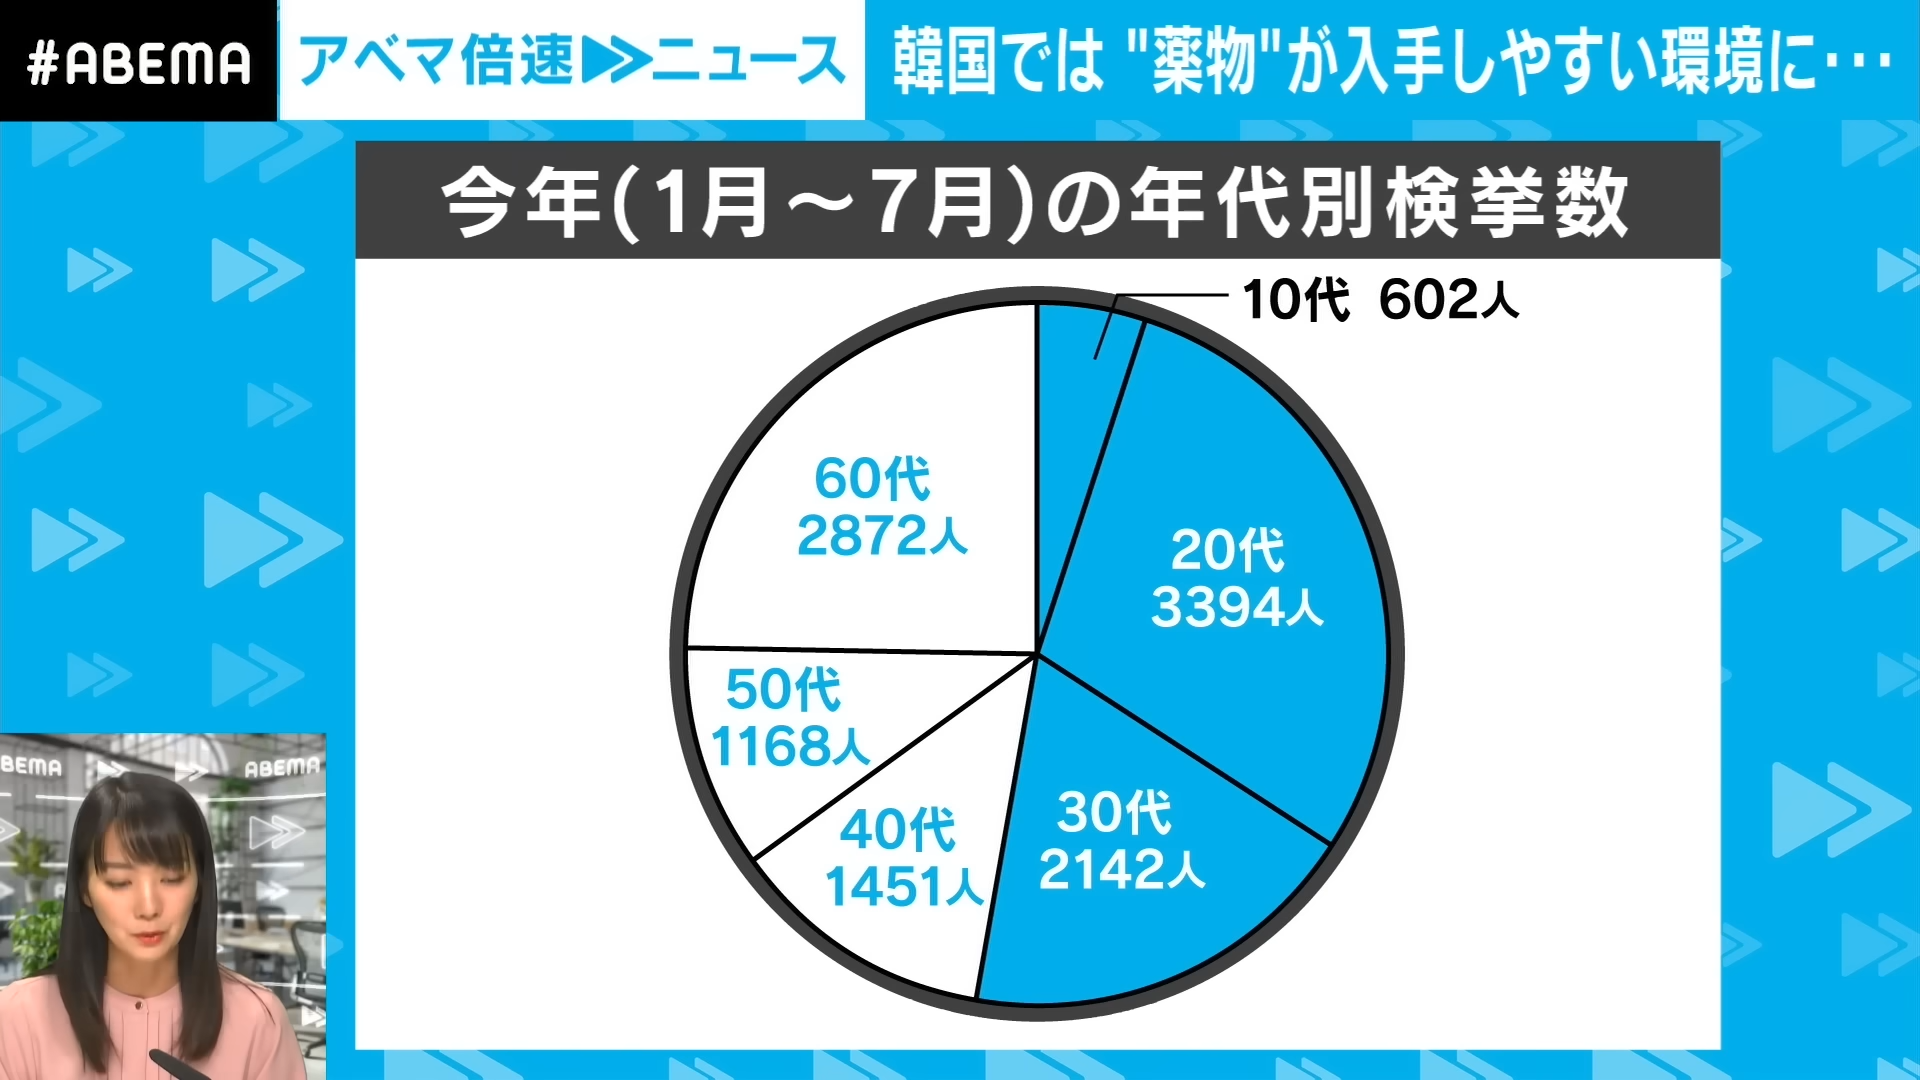 #ABEMA
アベマ倍速ニュース
韓国では "薬物"が入手しやすい環境に・・・
今年(1月～7月)の年代別検挙数
10代 602人
20代
3394人
30代
2142人
40代
1451人
50代
1168人
60代
2872人
BEMA
ABEMA